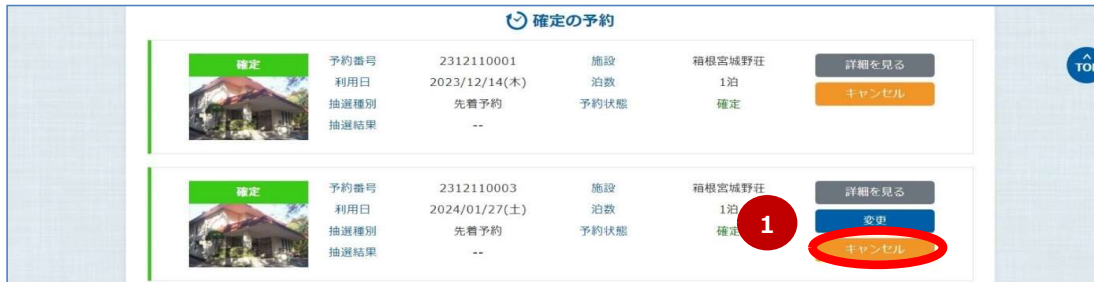 確定の予約
確定
予約番号 2312110001 施設 箱根宮城野荘
利用日 2023/12/14(木) 泊数 1泊
抽選種別 先着予約 予約状態 確定
抽選結果 --
詳細を見る
キャンセル
TOP
確定
予約番号 2312110003 施設 箱根宮城野荘
利用日 2024/01/27(土) 泊数 1泊
抽選種別 先着予約 予約状態 確定
抽選結果 --
1
詳細を見る
変更
キャンセル